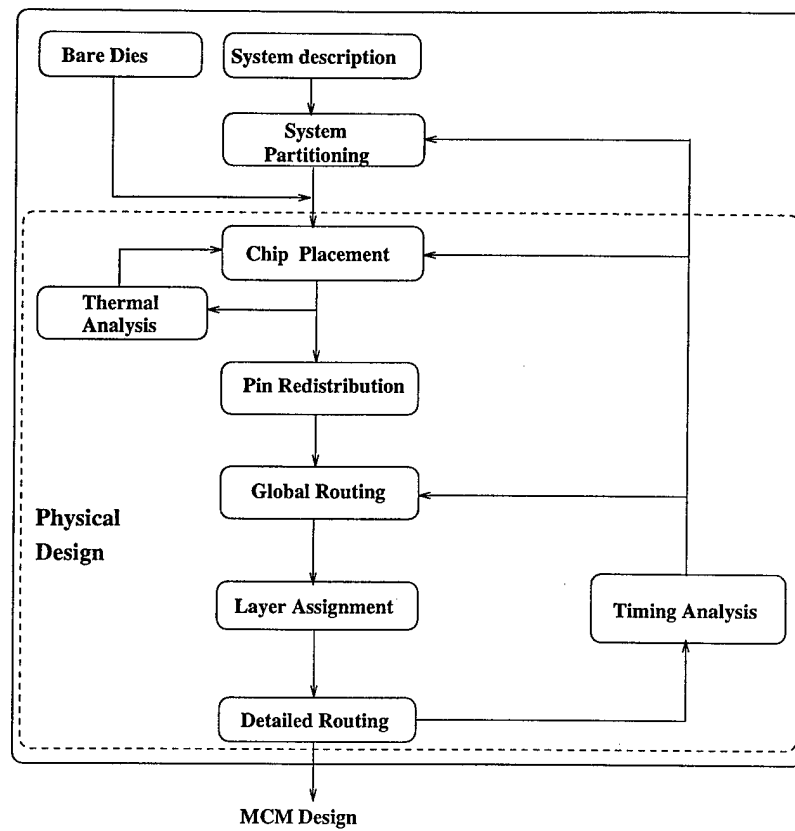 Bare Dies
System description
System
Partitioning
Chip Placement
Thermal
Analysis
Pin Redistribution
Global Routing
Physical
Design
Layer Assignment
Timing Analysis
Detailed Routing
MCM Design